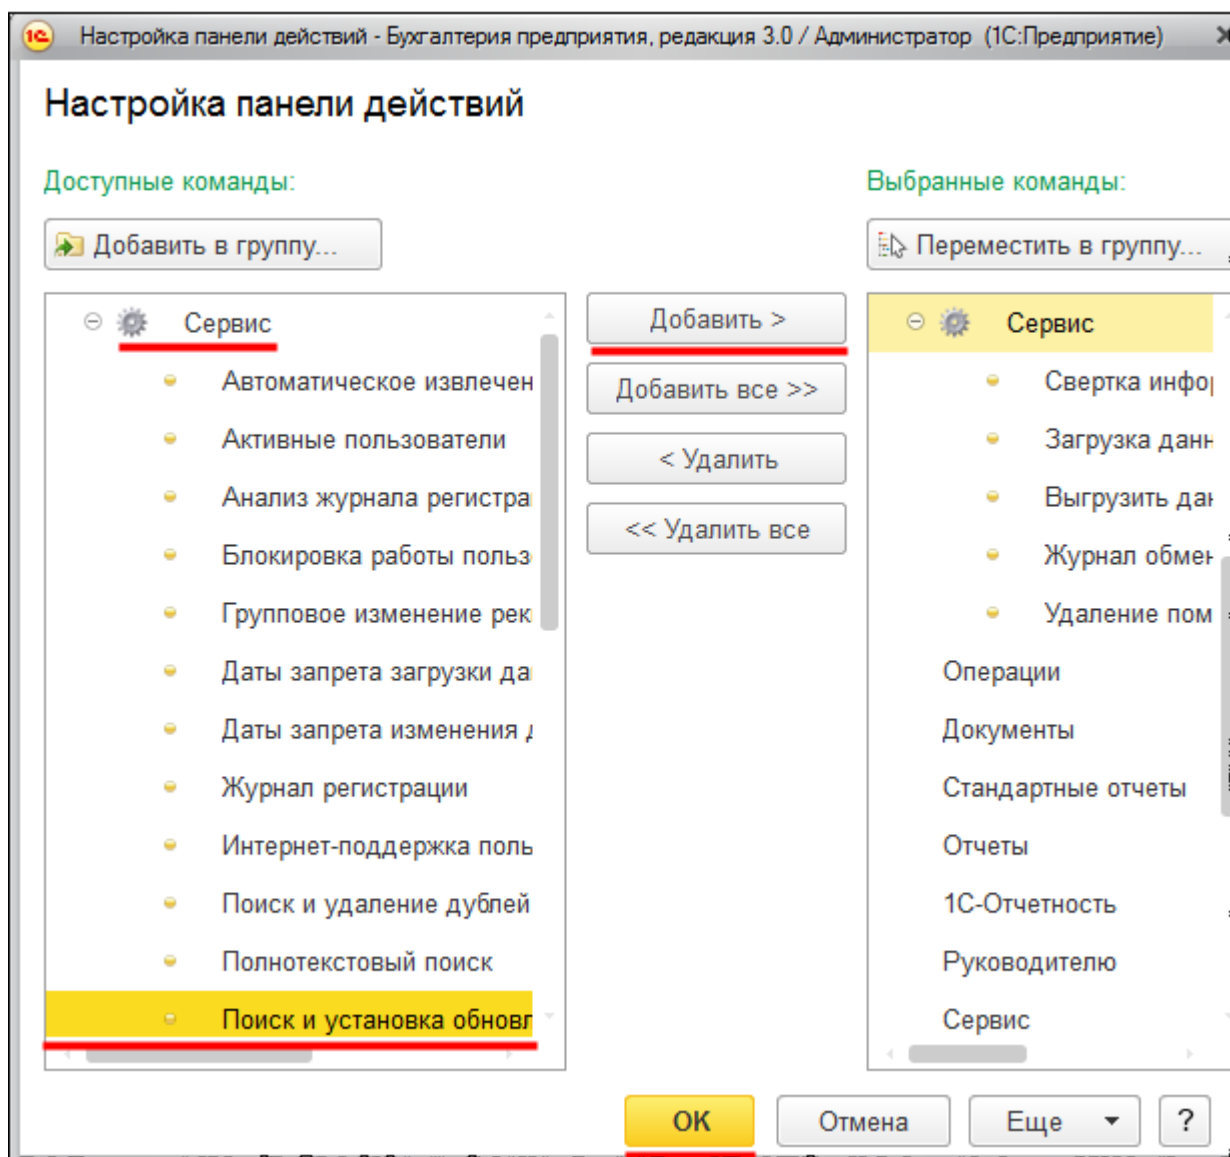 1С Настройка панели действий - Бухгалтерия предприятия, редакция 3.0 / Администратор (1С:Предприятие)
Настройка панели действий
Доступные команды:
Добавить в группу...
Сервис
Автоматическое извлечен
Активные пользователи
Анализ журнала регистра
Блокировка работы польз
Групповое изменение рек
Даты запрета загрузки да
Даты запрета изменения д
Журнал регистрации
Интернет-поддержка поль
Поиск и удаление дублей
Полнотекстовый поиск
Поиск и установка обновл
Добавить >
Добавить все >>
< Удалить
<< Удалить все
Выбранные команды:
Переместить в группу...
Сервис
Свертка инфор
Загрузка данн
Выгрузить дан
Журнал обмен
Удаление пом
Операции
Документы
Стандартные отчеты
Отчеты
1С-Отчетность
Руководителю
Сервис
ОК
Отмена
Еще
?